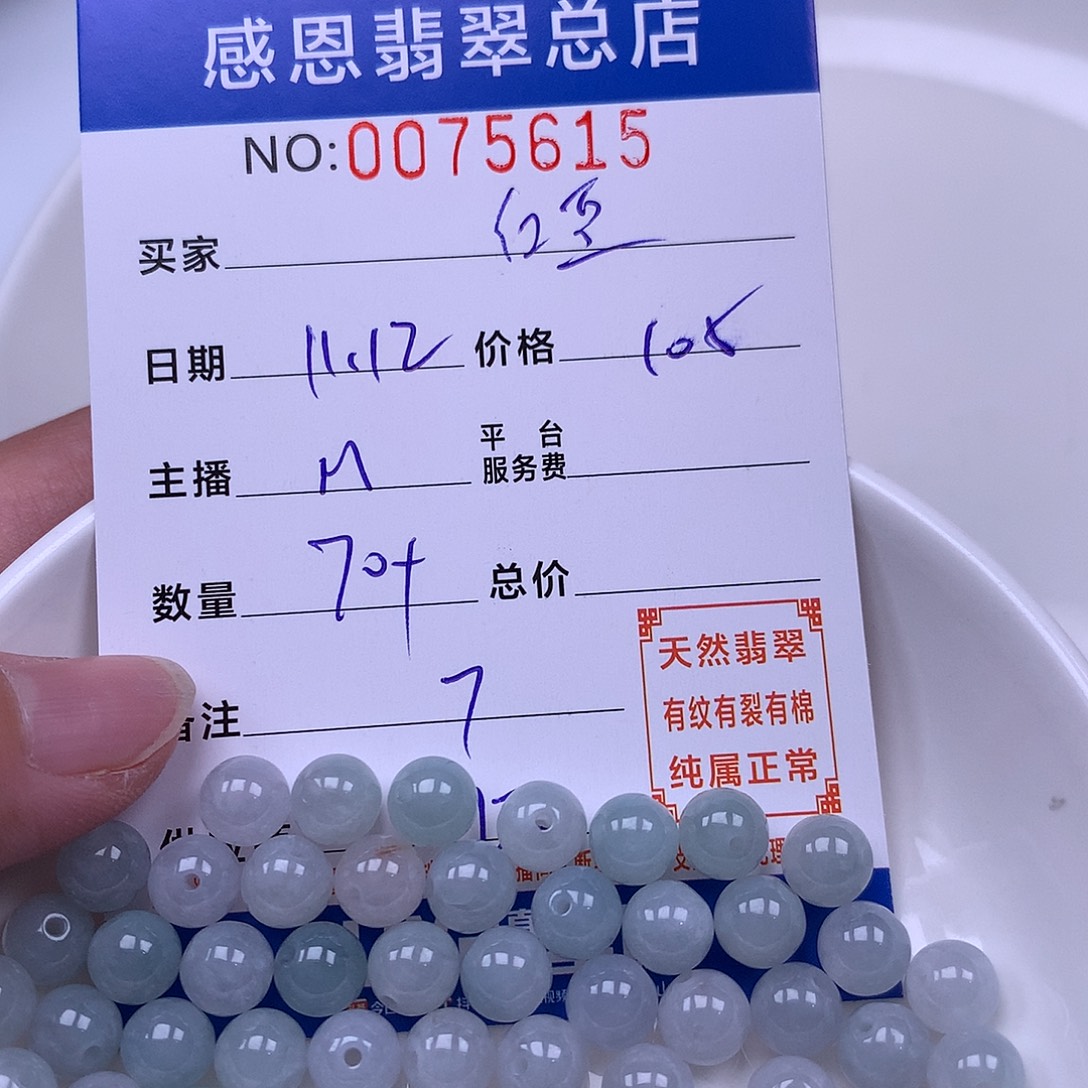 感恩翡翠总店
NO:0075615
买家 红豆
日期 11.12 价格 105
主播 M 平台服务费
数量 70+ 总价
备注 7
天然翡翠
有纹有裂有棉
纯属正常